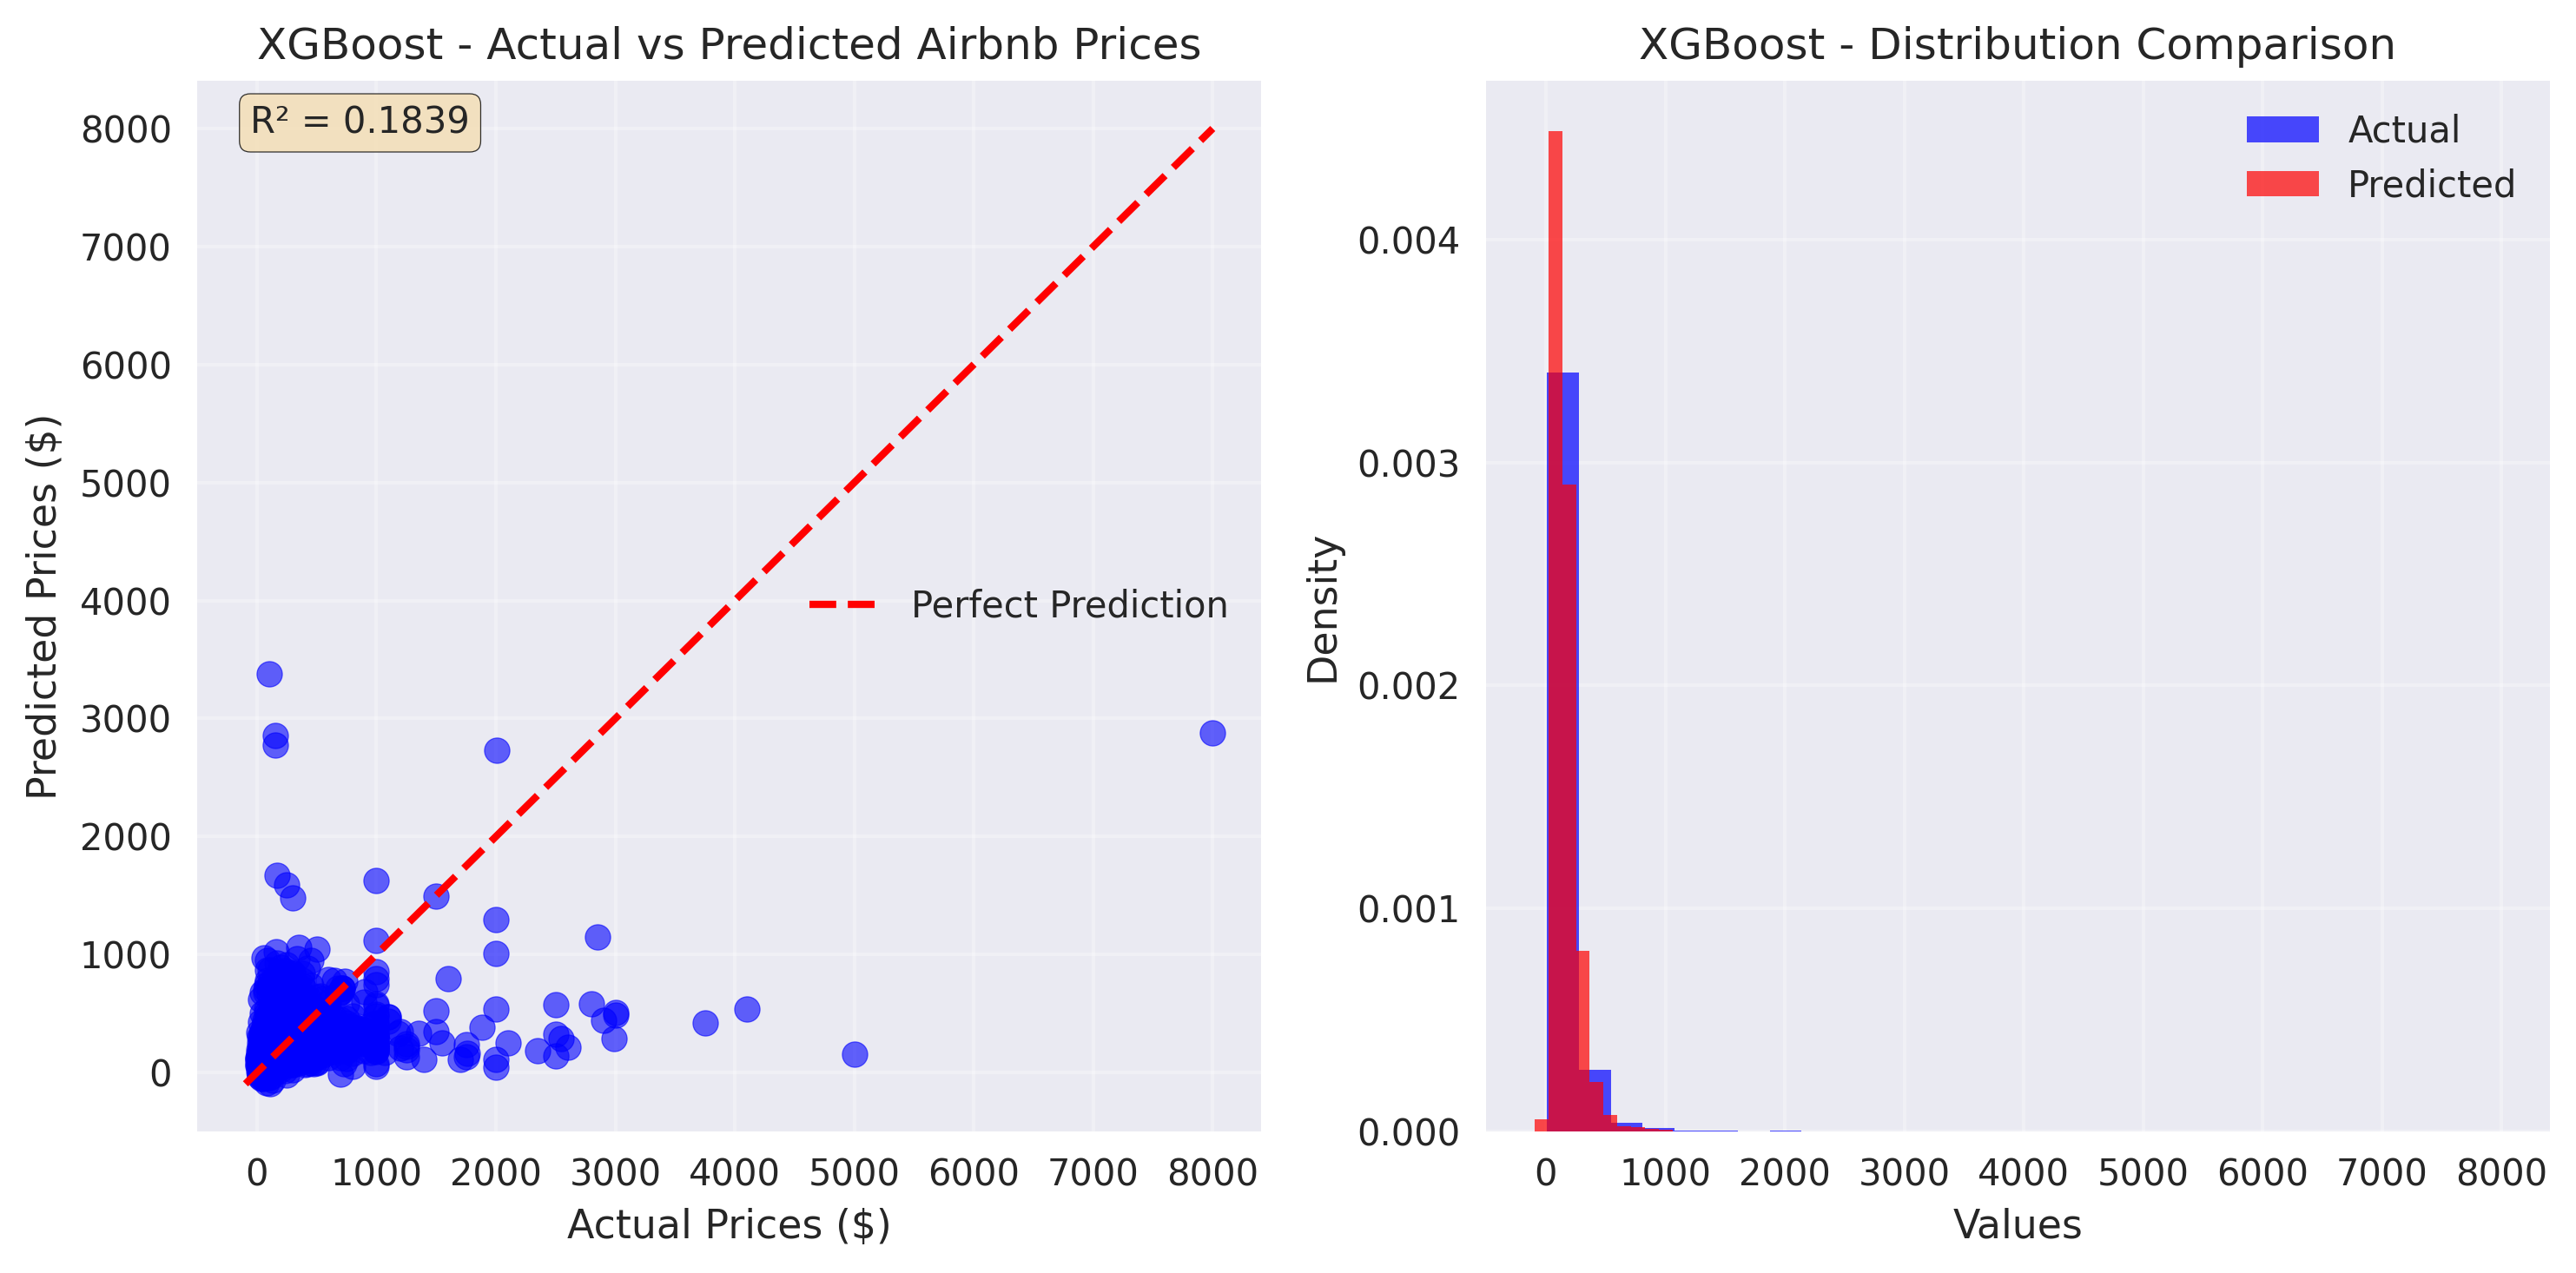 XGBoost - Actual vs Predicted Airbnb Prices
R² = 0.1839
8000
7000
6000
5000
4000
3000
2000
1000
0
Predicted Prices ($)
Perfect Prediction
0 1000 2000 3000 4000 5000 6000 7000 8000
Actual Prices ($)
XGBoost - Distribution Comparison
Actual
Predicted
0.004
0.003
0.002
0.001
0.000
Density
0 1000 2000 3000 4000 5000 6000 7000 8000
Values